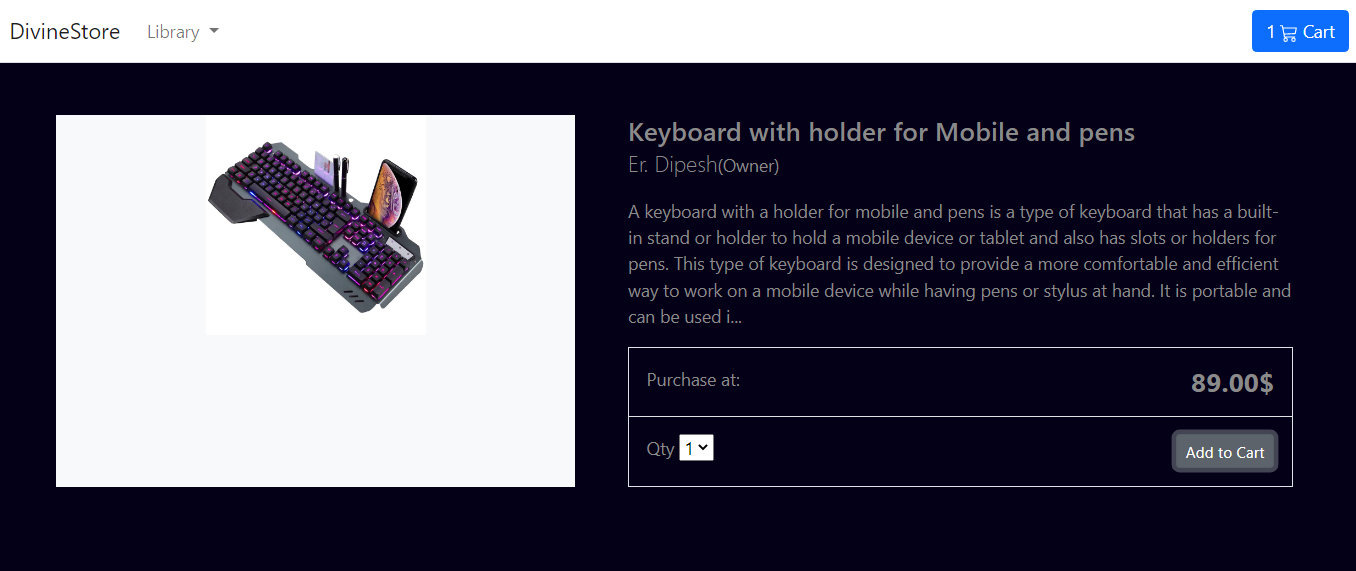 DivineStore Library 1 Cart
Keyboard with holder for Mobile and pens
Er. Dipesh(Owner)
A keyboard with a holder for mobile and pens is a type of keyboard that has a built-
in stand or holder to hold a mobile device or tablet and also has slots or holders for
pens. This type of keyboard is designed to provide a more comfortable and efficient
way to work on a mobile device while having pens or stylus at hand. It is portable and
can be used i...
Purchase at: 89.00$
Qty 1 Add to Cart